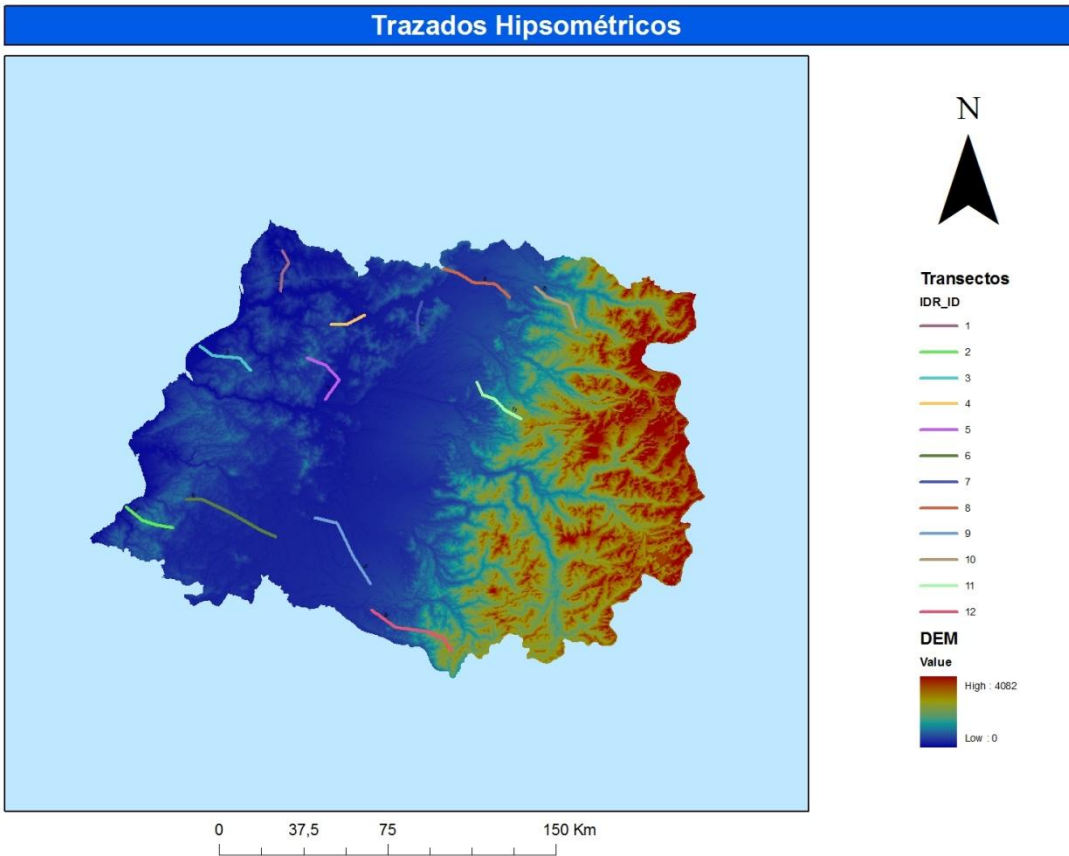 Trazados Hipsométricos
N
Transectos
IDR_ID
1
2
3
4
5
6
7
8
9
10
11
12
DEM
Value
High : 4082
Low : 0
0 37,5 75 150 Km